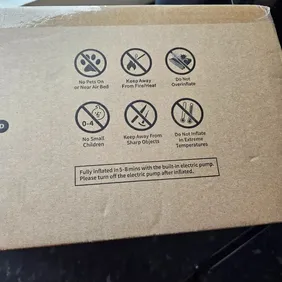 No Pets On
or Near Air Bed
Keep Away
From Fire/Heat
Do Not
Overinflate
0-4
No Small
Children
Keep Away From
Sharp Objects
Do Not Inflate
in Extreme
Temperatures
Fully inflated in 5-8 mins with the built-in electric pump.
Please turn off the electric pump after inflated.